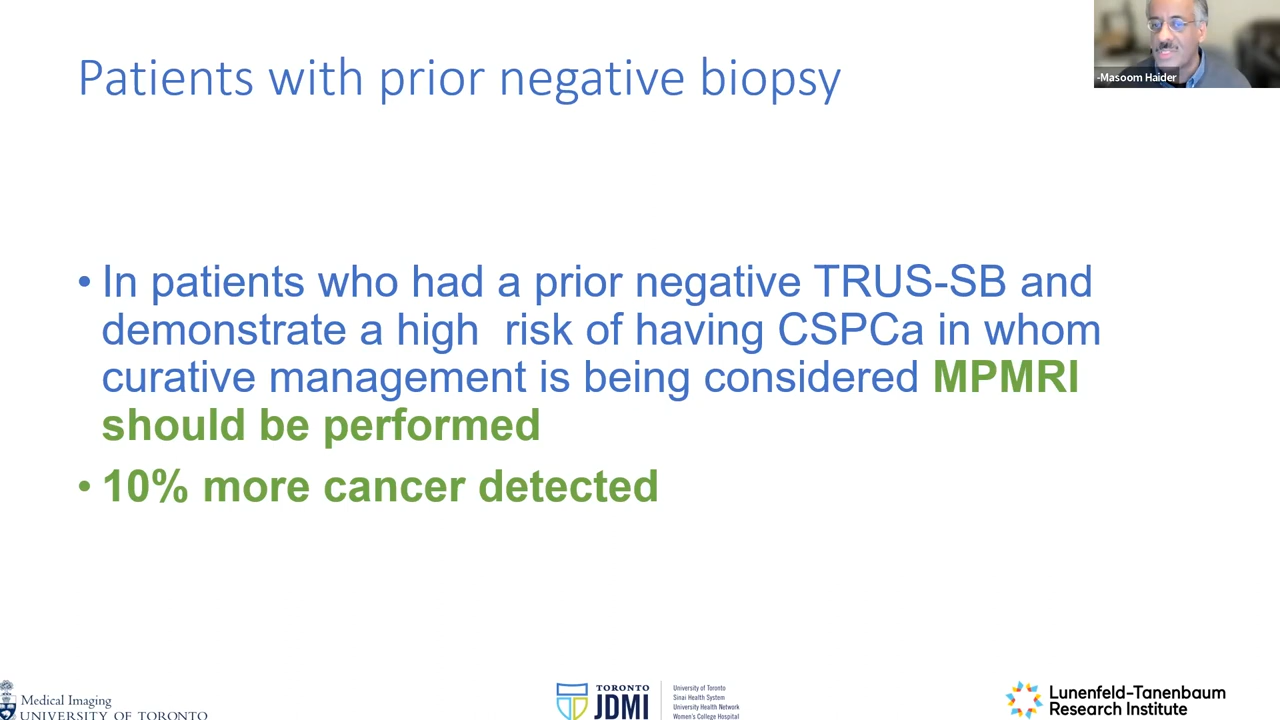 Patients with prior negative biopsy
-Masoom Haider
• In patients who had a prior negative TRUS-SB and
demonstrate a high  risk of having CSPCa in whom
curative management is being considered MPMRI
should be performed
• 10% more cancer detected
Medical Imaging
UNIVERSITY OF TORONTO
TORONTO
JDMI
University of Toronto
Sinai Health System
University Health Network
Women's College Hospital
Lunenfeld-Tanenbaum
Research Institute